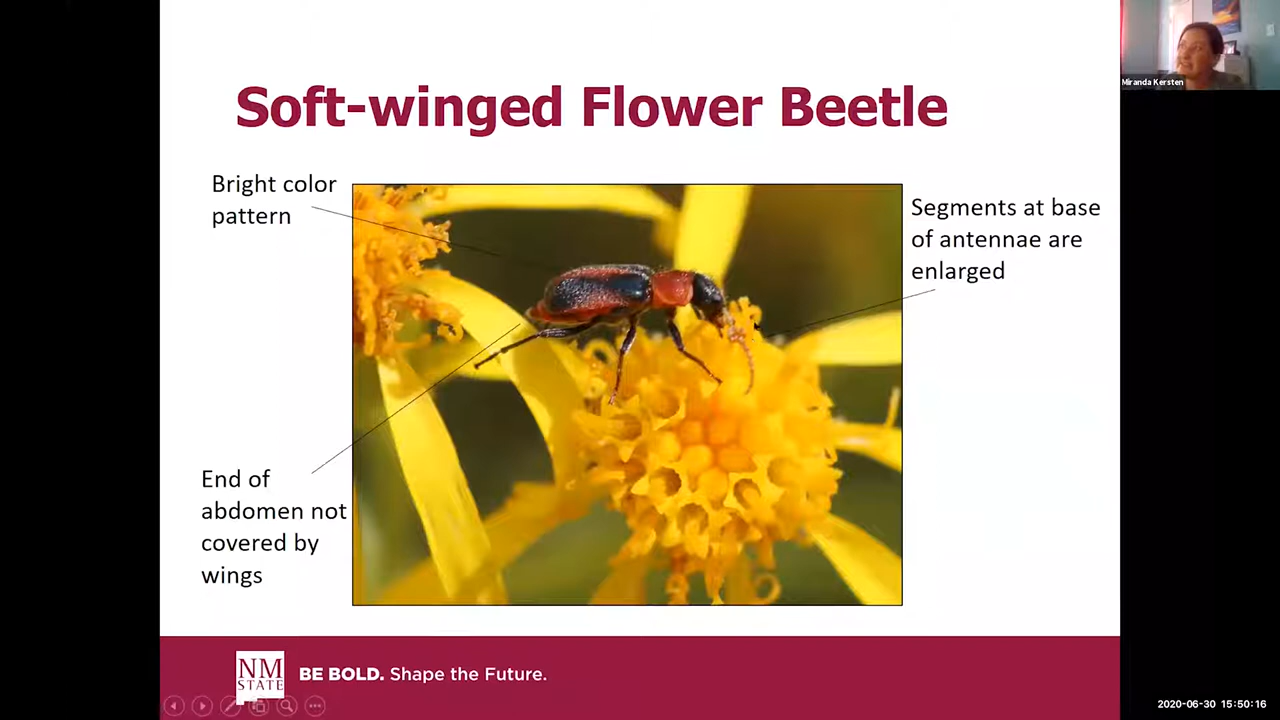 Miranda Kersten
Soft-winged Flower Beetle
Bright color
pattern
Segments at base
of antennae are
enlarged
End of
abdomen not
covered by
wings
NM
STATE
BE BOLD. Shape the Future.
2020-06-30 15:50:16